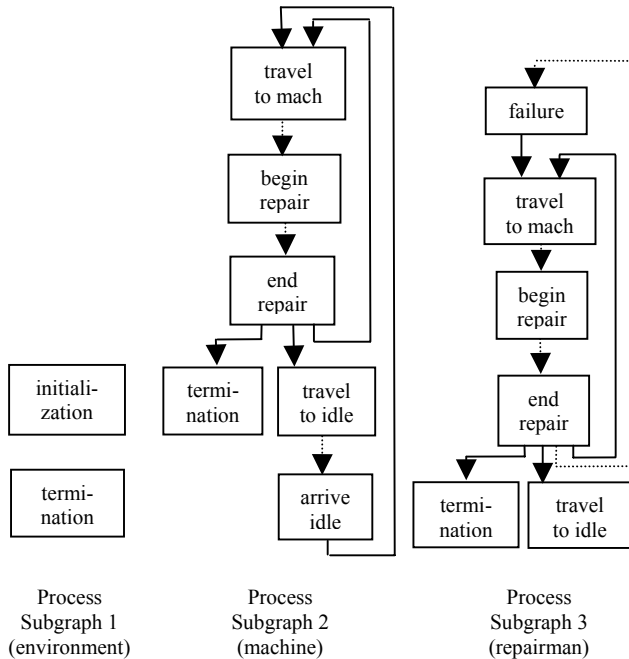 travel
to mach
begin
repair
end
repair
termi-
nation
travel
to idle
arrive
idle
initiali-
zation
termi-
nation
failure
travel
to mach
begin
repair
end
repair
termi-
nation
travel
to idle
Process
Subgraph 1
(environment)
Process
Subgraph 2
(machine)
Process
Subgraph 3
(repairman)